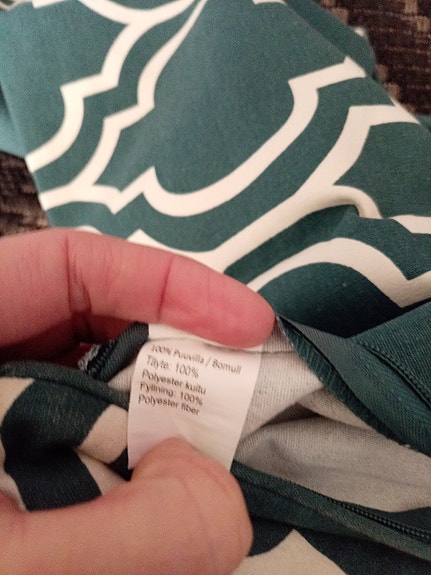 100% Puuvilla / Bomull
Täyte: 100%
Polyester kuitu
Fyllning: 100%
Polyester fiber